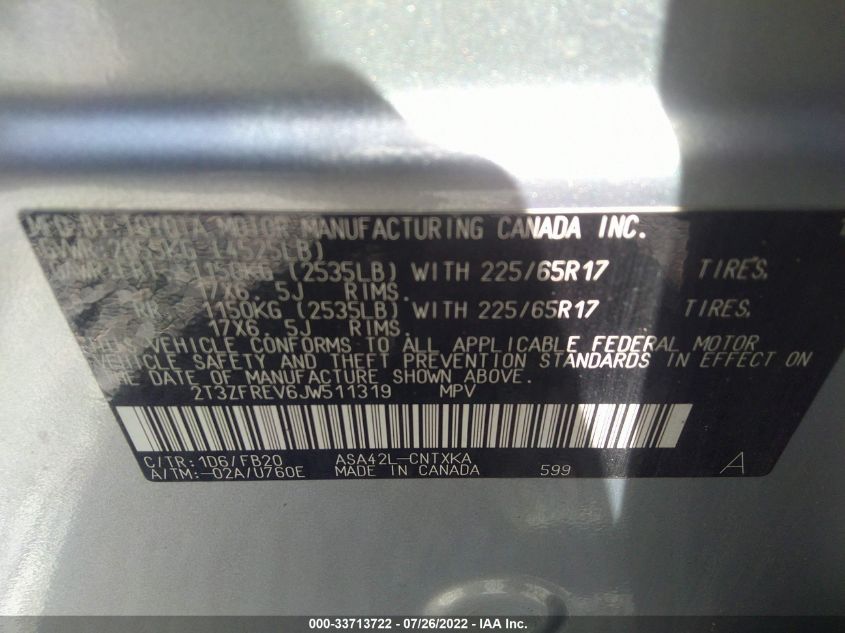 MFD. BY: TOYOTA MOTOR MANUFACTURING CANADA INC.
GVWR (4525LB)
GAWR FRT. 1150KG (2535LB) WITH 225/65R17 TIRES.
17X6. 5J RIMS.
RR. 1150KG (2535LB) WITH 225/65R17 TIRES.
17X6. 5J RIMS.
THIS VEHICLE CONFORMS TO ALL APPLICABLE FEDERAL MOTOR
VEHICLE SAFETY AND THEFT PREVENTION STANDARDS IN EFFECT ON
THE DATE OF MANUFACTURE SHOWN ABOVE.
2T3ZFREV6JW511319 MPV
C/TR: 1D6/FB20 ASA42L-CNTXKA
A/TM:-02A/U760E MADE IN CANADA 599 A
000-33713722 - 07/26/2022 - IAA Inc.